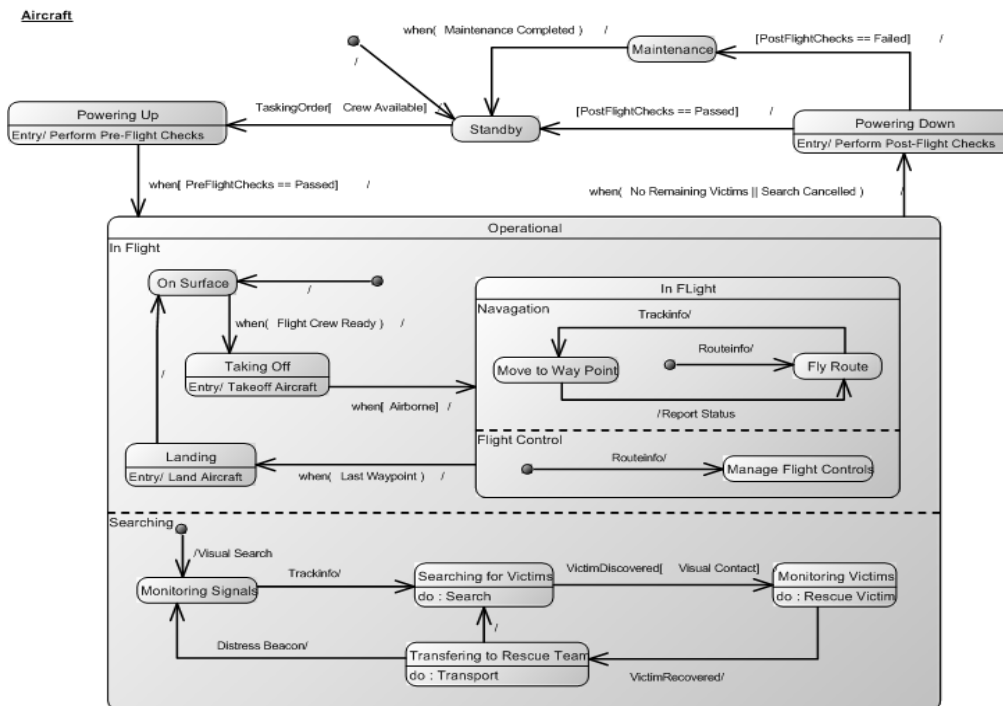 Aircraft
when( Maintenance Completed ) /
Maintenance
[PostFlightChecks == Failed] /
/
Powering Up
Entry/ Perform Pre-Flight Checks
TaskingOrder[ Crew Available] /
Standby
[PostFlightChecks == Passed] /
Powering Down
Entry/ Perform Post-Flight Checks
when[ PreFlightChecks == Passed] /
when( No Remaining Victims || Search Cancelled ) /
Operational
In Flight
On Surface
/
when( Flight Crew Ready ) /
Taking Off
Entry/ Takeoff Aircraft
when[ Airborne] /
/
Landing
Entry/ Land Aircraft
when( Last Waypoint ) /
In FLight
Navagation
Trackinfo/
Routeinfo/
Move to Way Point
Fly Route
/Report Status
Flight Control
Routeinfo/
Manage Flight Controls
Searching
/Visual Search
Monitoring Signals
Trackinfo/
Searching for Victims
do : Search
VictimDiscovered[ Visual Contact]
Monitoring Victims
do : Rescue Victim
Distress Beacon/
/
Transfering to Rescue Team
do : Transport
VictimRecovered/